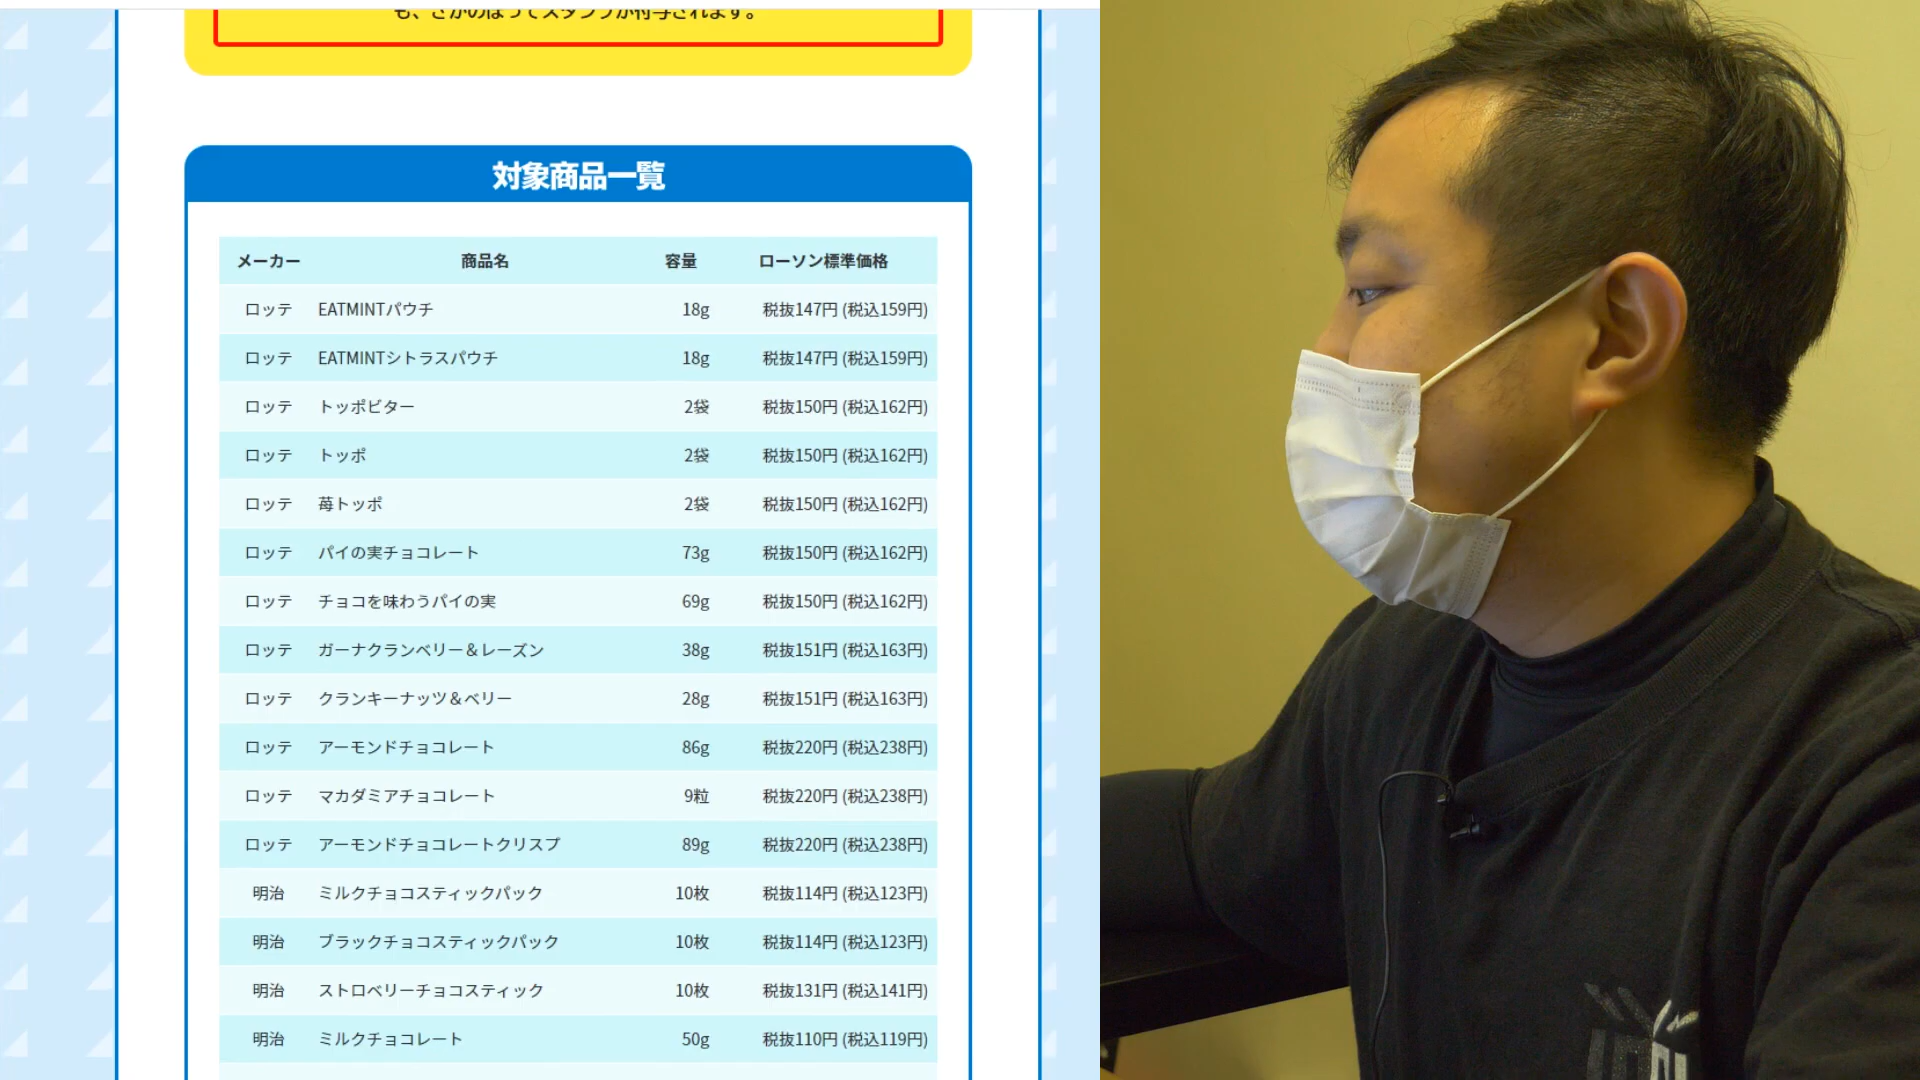 も、さかのぼってスタンプが付与されます。
対象商品一覧
メーカー 商品名 容量 ローソン標準価格
ロッテ EATMINTパウチ 18g 税抜147円 (税込159円)
ロッテ EATMINTシトラスパウチ 18g 税抜147円 (税込159円)
ロッテ トッポビター 2袋 税抜150円 (税込162円)
ロッテ トッポ 2袋 税抜150円 (税込162円)
ロッテ 苺トッポ 2袋 税抜150円 (税込162円)
ロッテ パイの実チョコレート 73g 税抜150円 (税込162円)
ロッテ チョコを味わうパイの実 69g 税抜150円 (税込162円)
ロッテ ガーナクランベリー＆レーズン 38g 税抜151円 (税込163円)
ロッテ クランキーナッツ＆ベリー 28g 税抜151円 (税込163円)
ロッテ アーモンドチョコレート 86g 税抜220円 (税込238円)
ロッテ マカダミアチョコレート 9粒 税抜220円 (税込238円)
ロッテ アーモンドチョコレートクリスプ 89g 税抜220円 (税込238円)
明治 ミルクチョコスティックパック 10枚 税抜114円 (税込123円)
明治 ブラックチョコスティックパック 10枚 税抜114円 (税込123円)
明治 ストロベリーチョコスティック 10枚 税抜131円 (税込141円)
明治 ミルクチョコレート 50g 税抜110円 (税込119円)